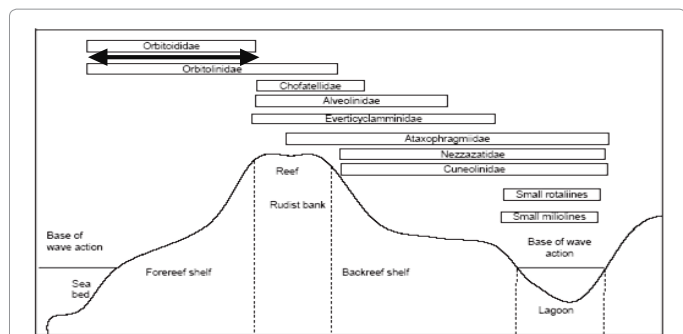 Orbitoididae
Orbitolinidae
Chofatellidae
Alveolinidae
Everticyclamminidae
Ataxophragmiidae
Nezzazatidae
Cuneolinidae
Reef
Small rotaliines
Rudist bank
Small miliolines
Base of
wave action
Base of wave
action
Forereef shelf
Backreef shelf
Sea
bed
Lagoon